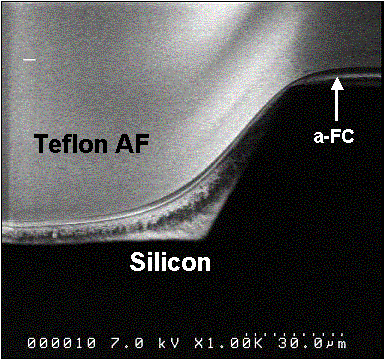 Teflon AF
a-FC
Silicon
000010 7.0 kV X1.00K 30.0µm